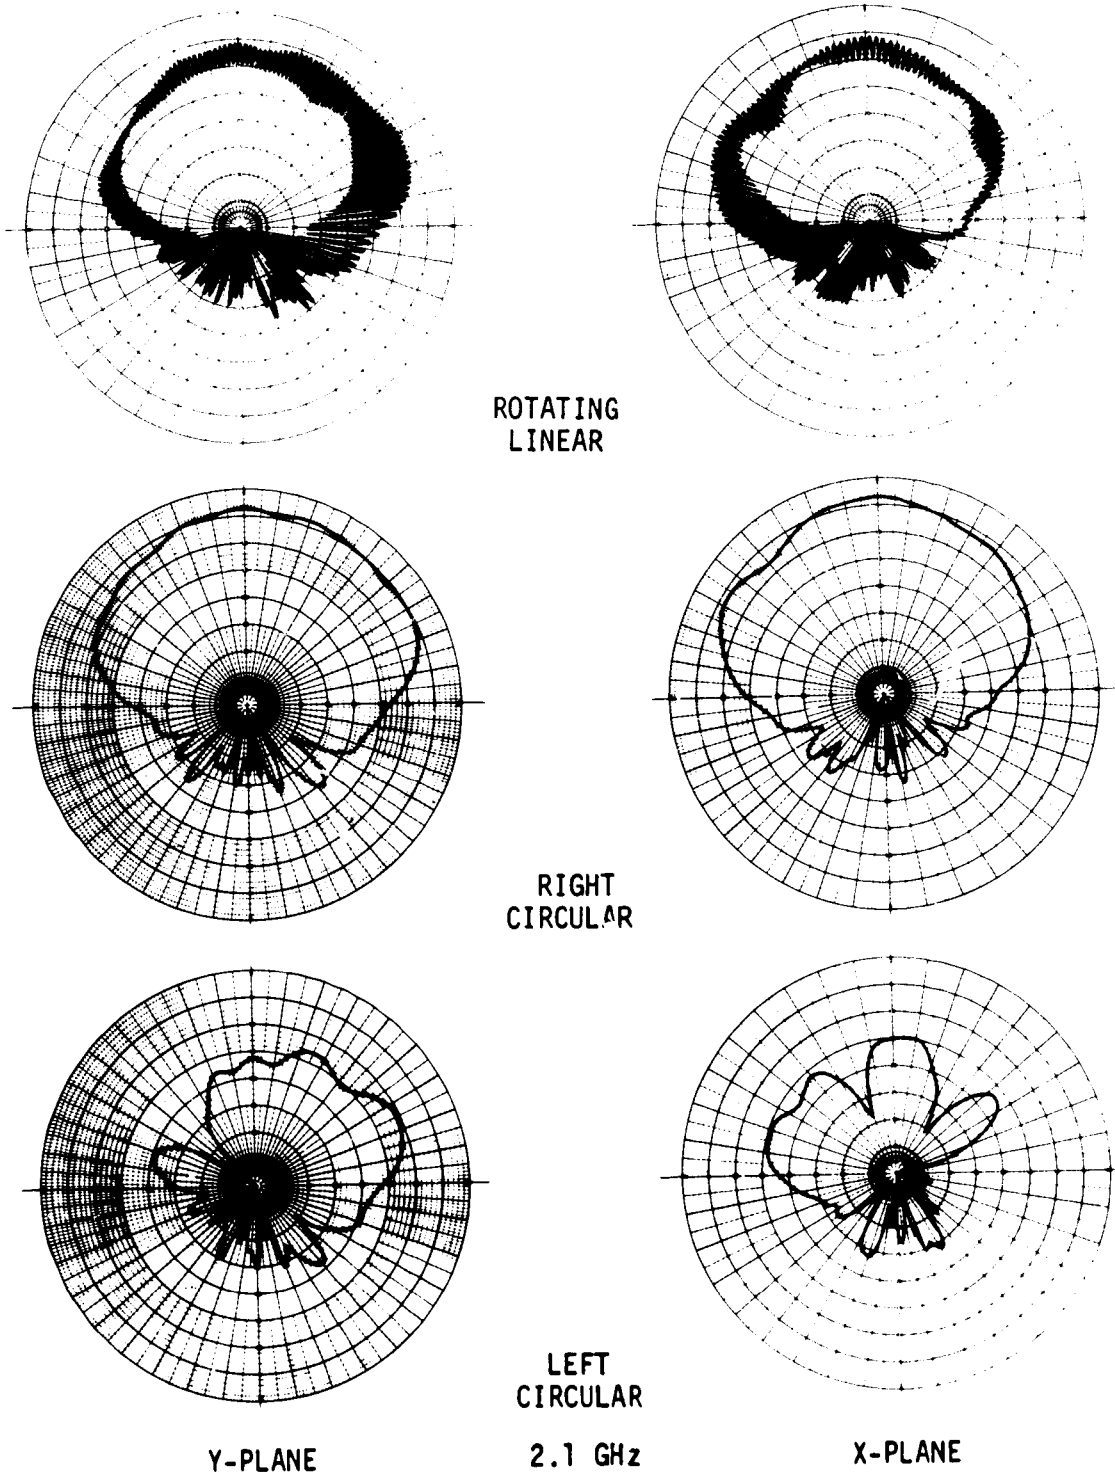 ROTATING
LINEAR
RIGHT
CIRCULAR
LEFT
CIRCULAR
Y-PLANE
2.1 GHz
X-PLANE